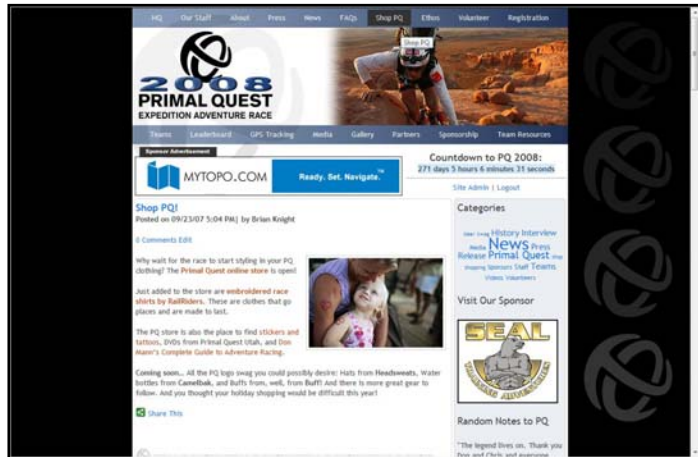 HQ Our Staff About Press News FAQs Shop PQ Ethos Volunteer Registration
Shop PQ
2008
PRIMAL QUEST
EXPEDITION ADVENTURE RACE
Teams Leaderboard GPS Tracking Media Gallery Partners Sponsorship Team Resources
Sponsor Advertisement
MYTOPO.COM Ready. Set. Navigate.™
Countdown to PQ 2008:
271 days 5 hours 6 minutes 31 seconds
Site Admin | Logout
Shop PQ!
Posted on 09/23/07 5:04 PM| by Brian Knight
0 Comments Edit
Why wait for the race to start styling in your PQ
clothing? The Primal Quest online store is open!
Just added to the store are embroidered race
shirts by RailRiders. These are clothes that go
places and are made to last.
The PQ store is also the place to find stickers and
tattoos, DVDs from Primal Quest Utah, and Don
Mann's Complete Guide to Adventure Racing.
Coming soon… All the PQ logo swag you could possibly desire: Hats from Headsweats, Water
bottles from Camelbak, and Buffs from, well, from Buff! And there is more great gear to
follow. And you thought your holiday shopping would be difficult this year!
Share This
Categories
Gear Swag History Interview
Media News Press
Release Primal Quest Shop
Shopping Sponsors Staff Teams
Videos Volunteers
Visit Our Sponsor
SEAL
TRAINING ADVENTURES
Random Notes to PQ
"The legend lives on. Thank you
Don and Chris and everyone